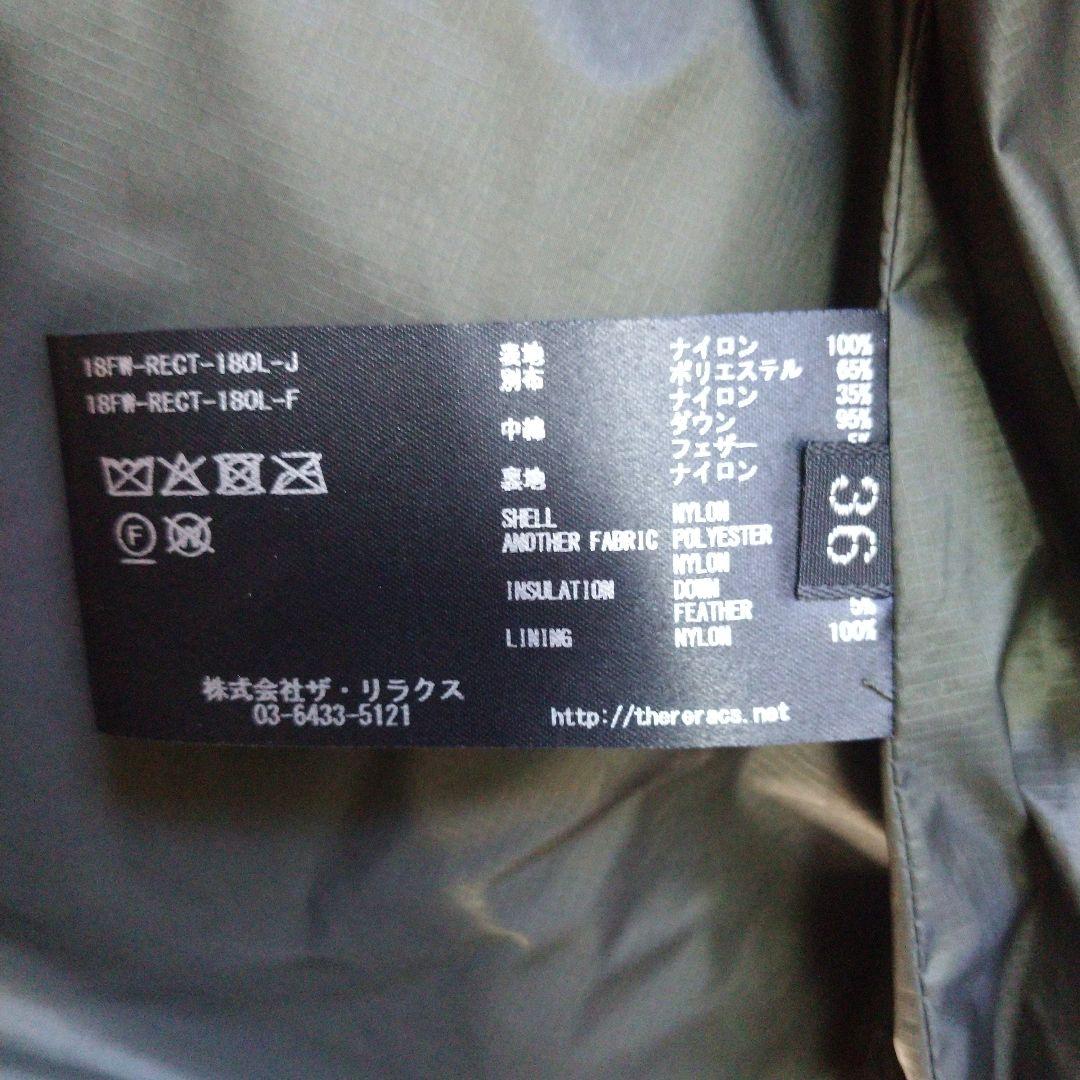 18FW-RECT-180L-J
18FW-RECT-180L-F
F
W
表地 ナイロン 100%
別布 ポリエステル 65%
ナイロン 35%
中綿 ダウン 95%
フェザー 5%
裏地 ナイロン
SHELL NYLON
ANOTHER FABRIC POLYESTER
NYLON
INSULATION DOWN
FEATHER 5%
LINING NYLON 100%
36
株式会社ザ・リラクス
03-6433-5121
http://thereracs.net